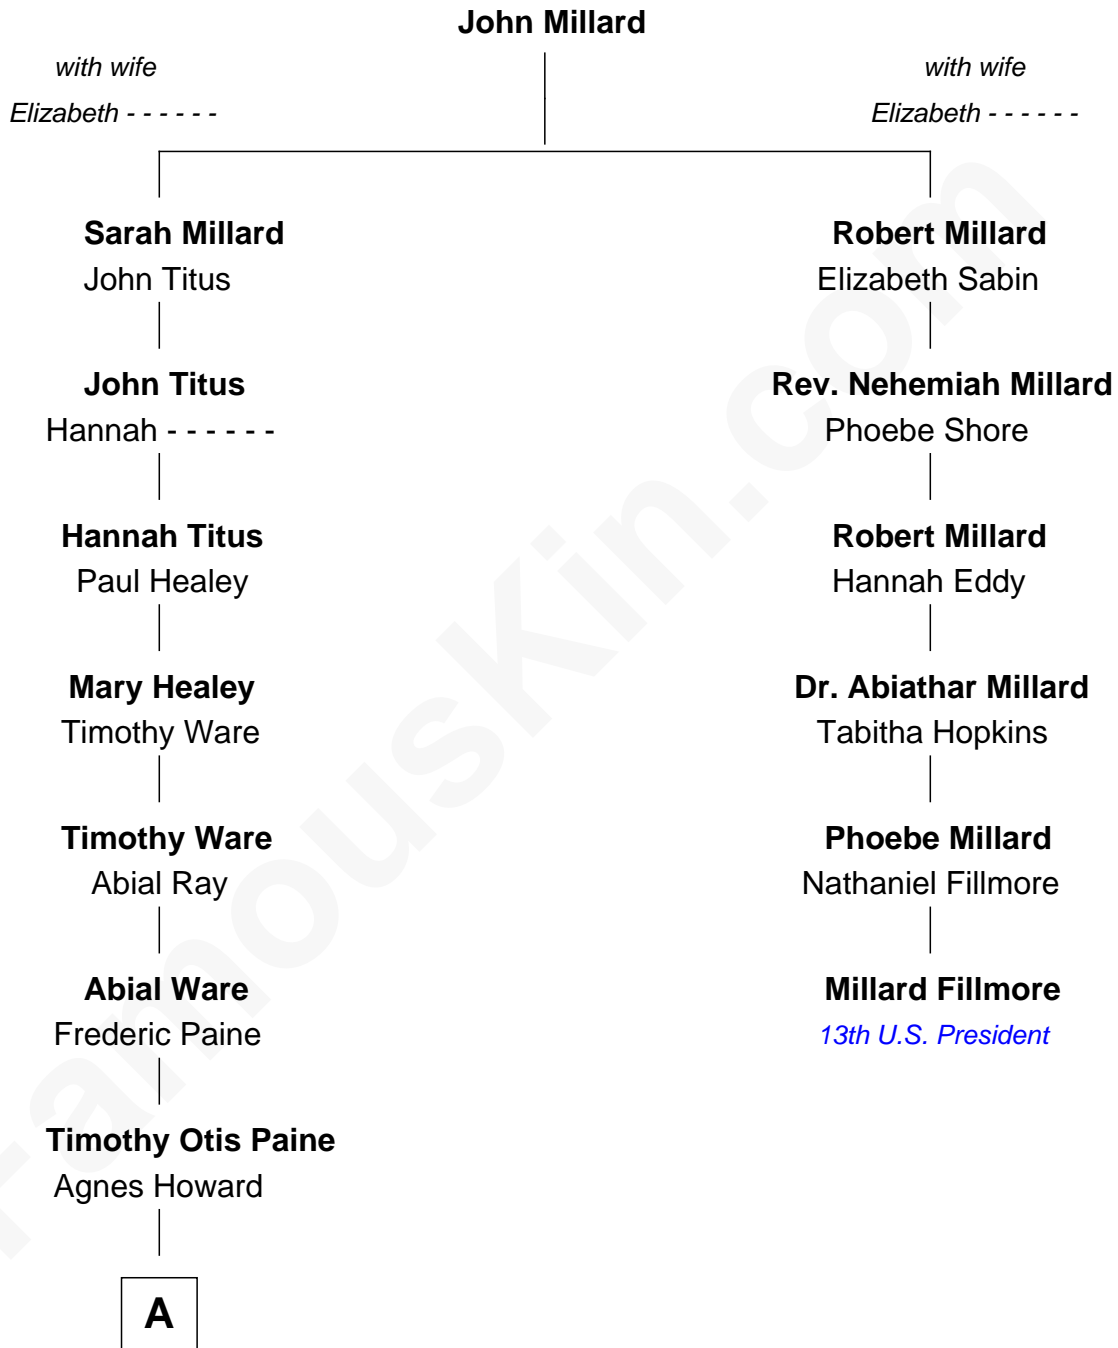 John Millard
with wife
Elizabeth - - - - - -
with wife
Elizabeth - - - - - -
Sarah Millard
John Titus
Robert Millard
Elizabeth Sabin
John Titus
Hannah - - - - - -
Rev. Nehemiah Millard
Phoebe Shore
Hannah Titus
Paul Healey
Robert Millard
Hannah Eddy
Mary Healey
Timothy Ware
Dr. Abiathar Millard
Tabitha Hopkins
Timothy Ware
Abial Ray
Phoebe Millard
Nathaniel Fillmore
Abial Ware
Frederic Paine
Millard Fillmore
13th U.S. President
Timothy Otis Paine
Agnes Howard
A
FamousKin.com